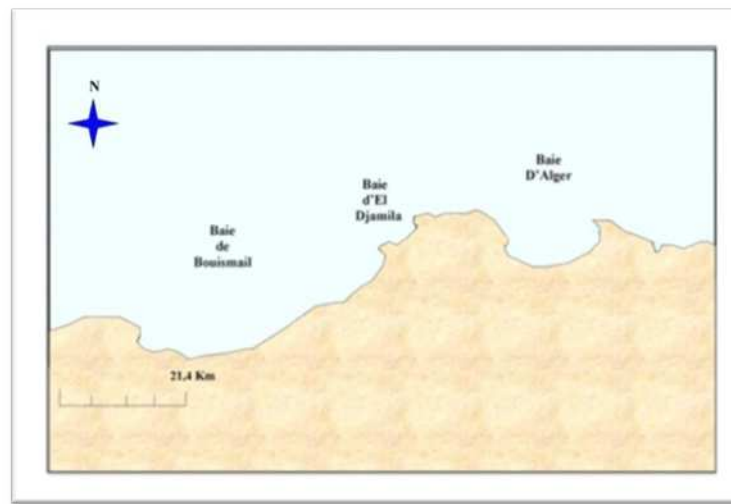 N
Baie
D'Alger
Baie
d'El
Djamila
Baie
de
Bouismail
21,4 Km